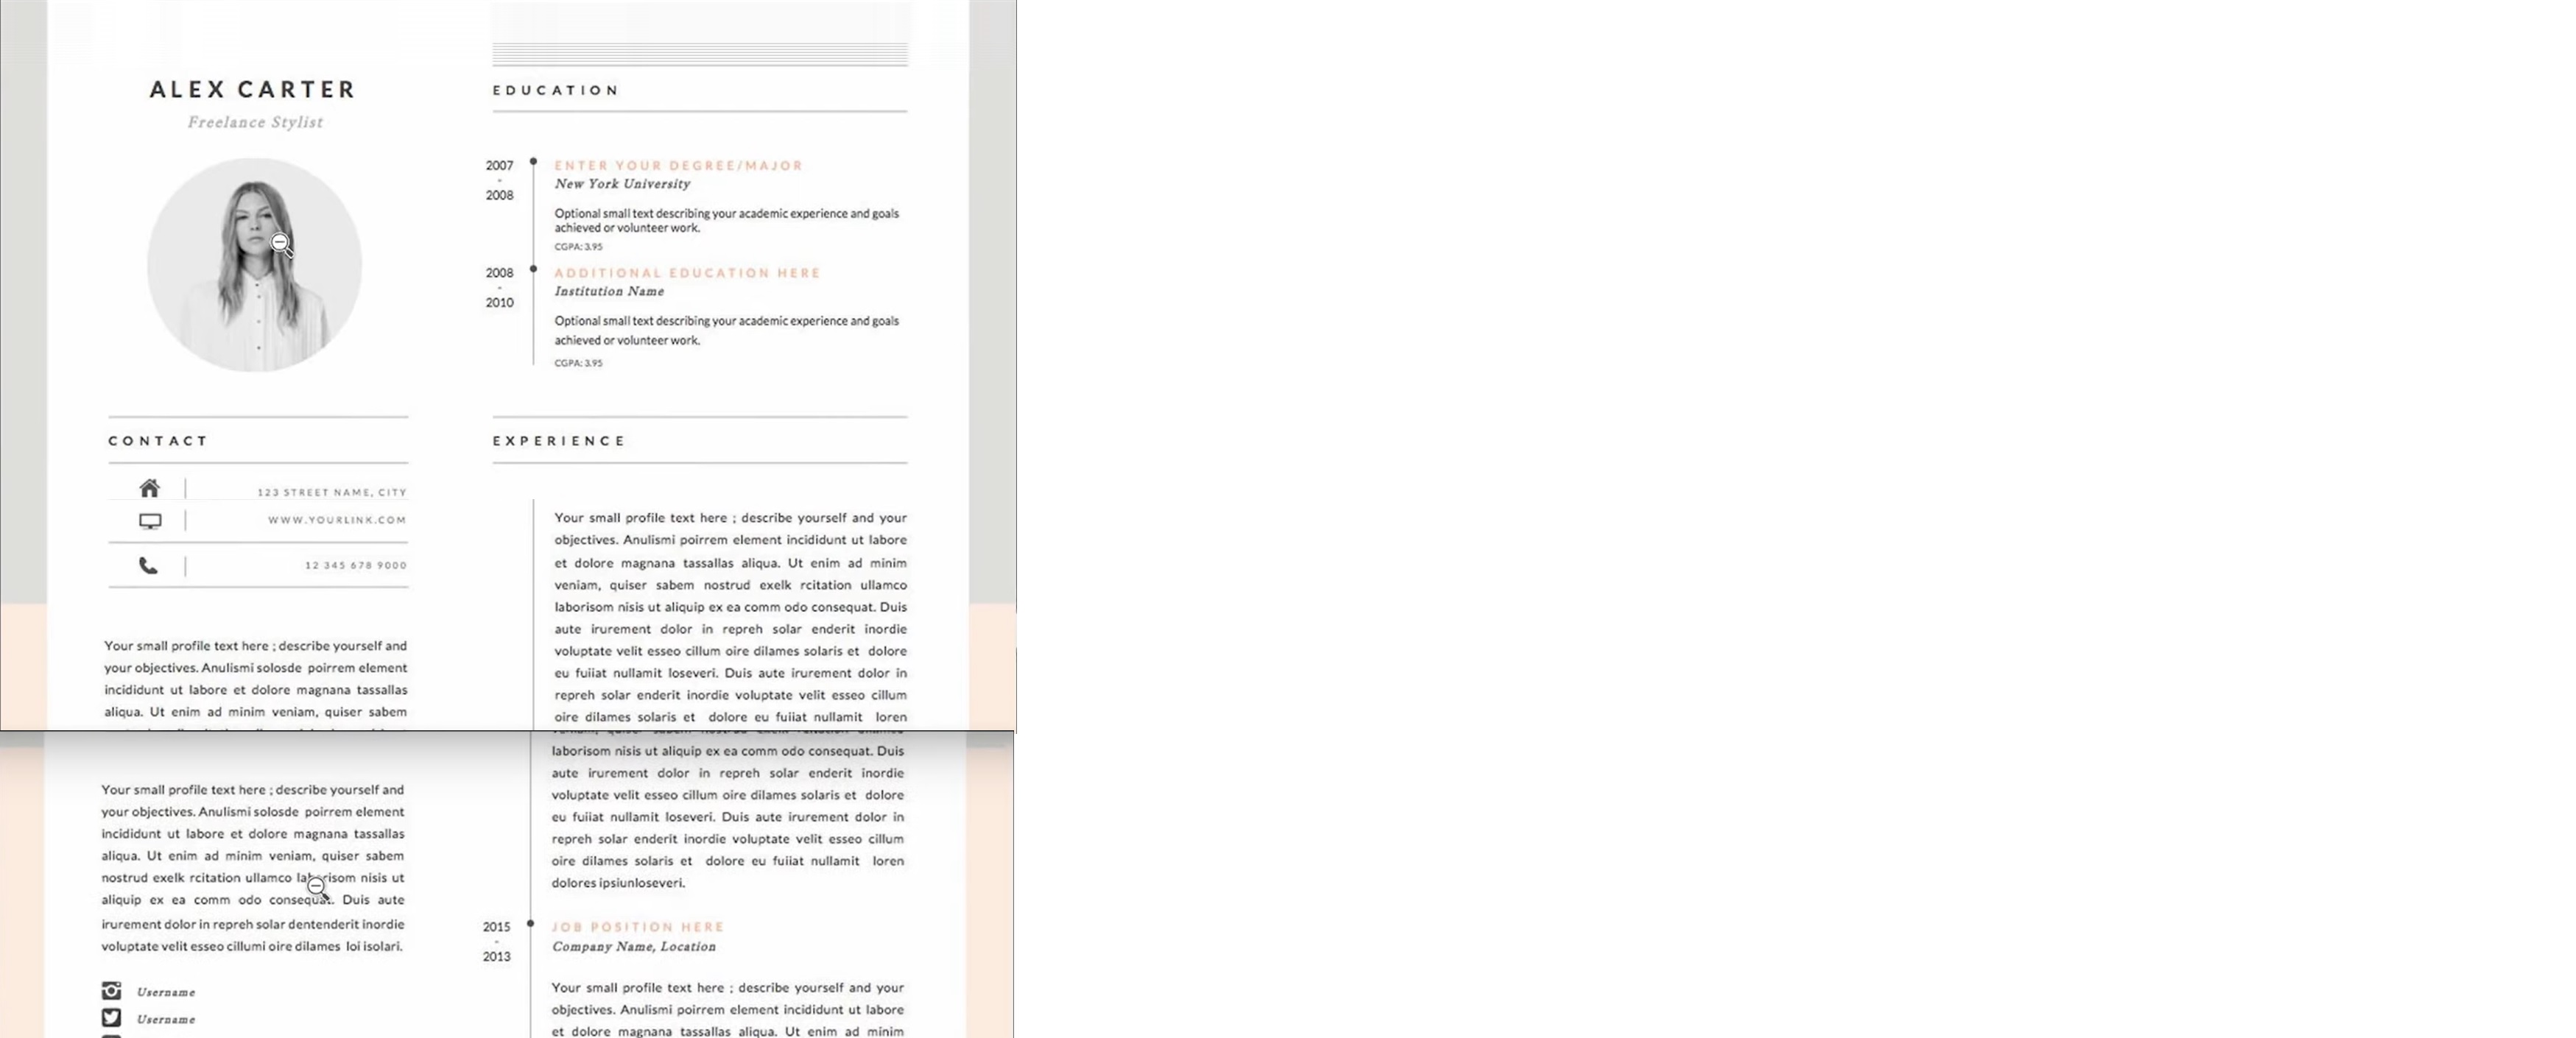 ALEX CARTER
Freelance Stylist
CONTACT
123 STREET NAME, CITY
WWW.YOURLINK.COM
12 345 678 9000
Your small profile text here ; describe yourself and
your objectives. Anulismi solosde poirrem element
incididunt ut labore et dolore magna tassallas
aliqua. Ut enim ad minim veniam, quiser sabem
EDUCATION
2007
-
2008
ENTER YOUR DEGREE/MAJOR
New York University
Optional small text describing your academic experience and goals
achieved or volunteer work.
CGPA: 3.95
2008
-
2010
ADDITIONAL EDUCATION HERE
Institution Name
Optional small text describing your academic experience and goals
achieved or volunteer work.
CGPA: 3.95
EXPERIENCE
Your small profile text here ; describe yourself and your
objectives. Anulismi poirrem element incididunt ut labore
et dolore magnana tassallas aliqua. Ut enim ad minim
veniam, quiser sabem nostrud exelk rcitation ullamco
laborisom nisis ut aliquip ex ea comm odo consequat. Duis
aute irurement dolor in repreh solar enderit inordie
voluptate velit esseo cillum oire dilames solaris et dolore
eu fuiiat nullamit loseveri. Duis aute irurement dolor in
repreh solar enderit inordie voluptate velit esseo cillum
oire dilames solaris et dolore eu fuiiat nullamit loren
Your small profile text here ; describe yourself and
your objectives. Anulismi solosde poirrem element
incididunt ut labore et dolore magnana tassallas
aliqua. Ut enim ad minim veniam, quiser sabem
nostrud exelk rcitation ullamco laborisom nisis ut
aliquip ex ea comm odo consequat. Duis aute
irurement dolor in repreh solar dentenderit inordie
voluptate velit esseo cillumi oire dilames loi isolari.
Username
Username
laborisom nisis ut aliquip ex ea comm odo consequat. Duis
aute irurement dolor in repreh solar enderit inordie
voluptate velit esseo cillum oire dilames solaris et dolore
eu fuiiat nullamit loseveri. Duis aute irurement dolor in
repreh solar enderit inordie voluptate velit esseo cillum
oire dilames solaris et dolore eu fuiiat nullamit loren
dolores ipsiunloseveri.
2015
-
2013
JOB POSITION HERE
Company Name, Location
Your small profile text here ; describe yourself and your
objectives. Anulismi poirrem element incididunt ut labore
et dolore magnana tassallas aliqua. Ut enim ad minim